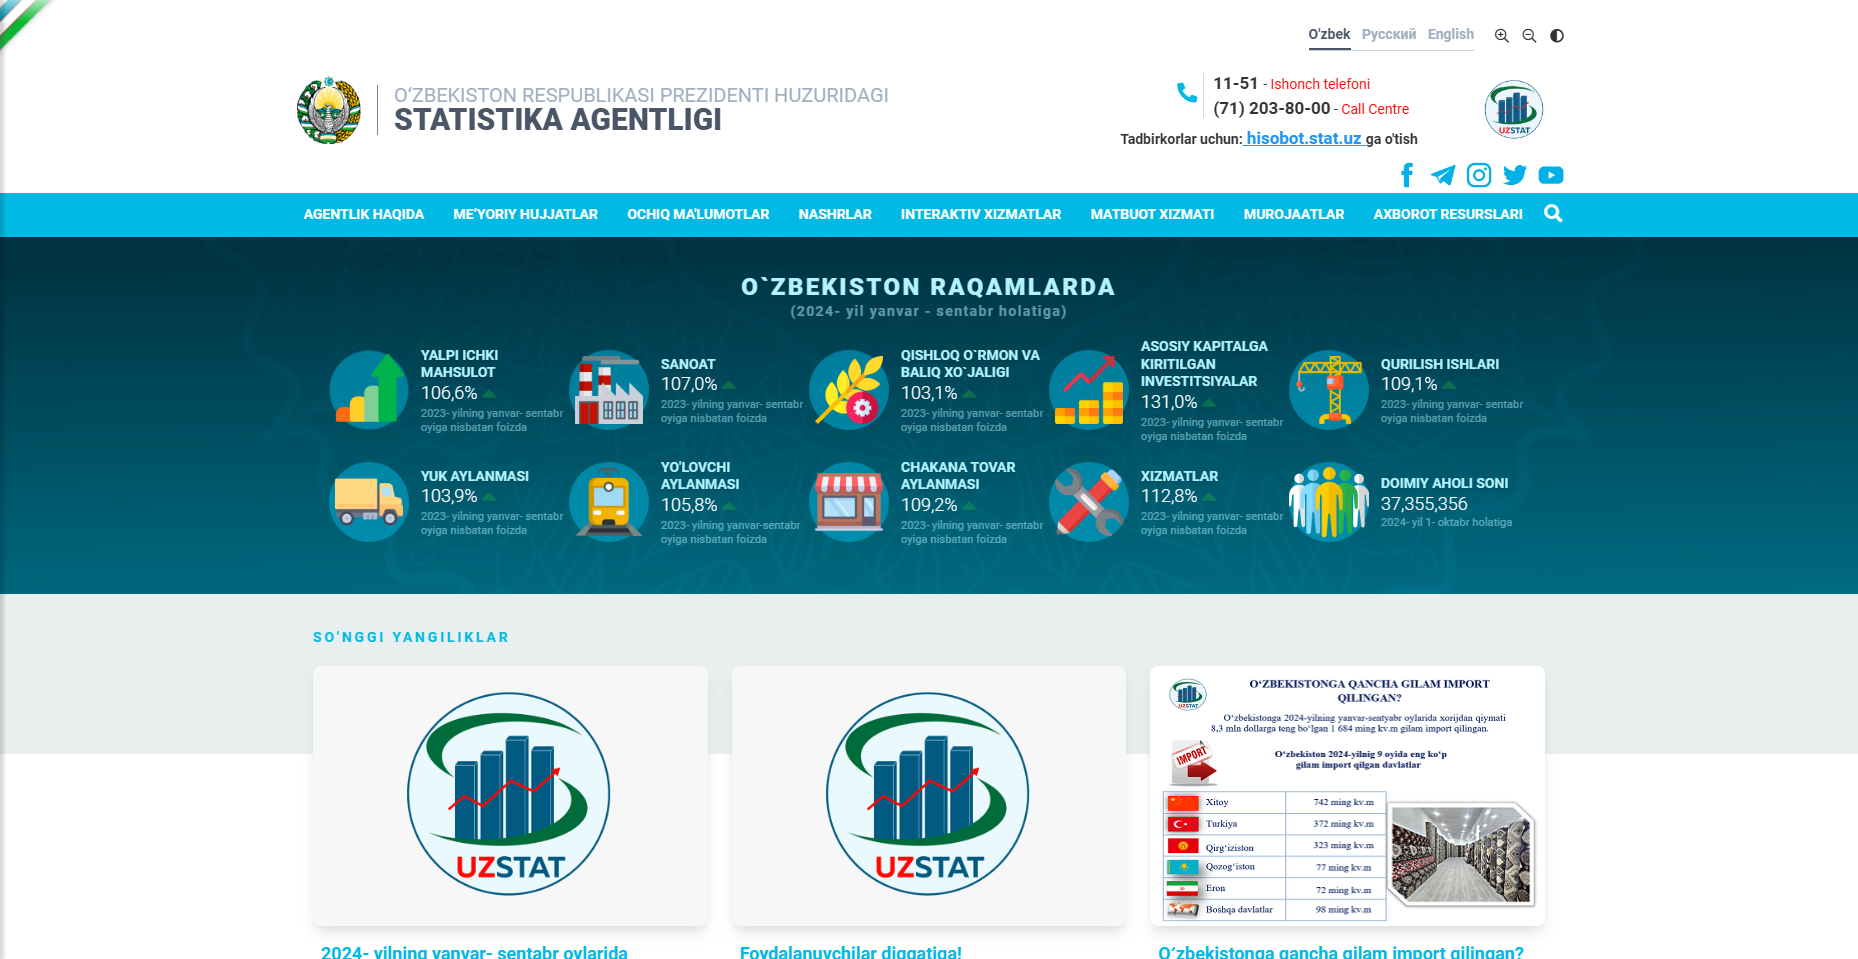 O'zbek Русский English
O‘ZBEKISTON RESPUBLIKASI PREZIDENTI HUZURIDAGI
STATISTIKA AGENTLIGI
11-51 - Ishonch telefoni
(71) 203-80-00 - Call Centre
Tadbirkorlar uchun: hisobot.stat.uz ga o'tish
UZSTAT
AGENTLIK HAQIDA ME’YORIY HUJJATLAR OCHIQ MA'LUMOTLAR NASHRLAR INTERAKTIV XIZMATLAR MATBUOT XIZMATI MUROJAATLAR AXBOROT RESURSLARI
O`ZBEKISTON RAQAMLARDA
(2024- yil yanvar - sentabr holatiga)
YALPI ICHKI
MAHSULOT
106,6%
2023- yilning yanvar- sentabr
oyiga nisbatan foizda
SANOAT
107,0%
2023- yilning yanvar- sentabr
oyiga nisbatan foizda
QISHLOQ O`RMON VA
BALIQ XO`JALIGI
103,1%
2023- yilning yanvar- sentabr
oyiga nisbatan foizda
ASOSIY KAPITALGA
KIRITILGAN
INVESTITSIYALAR
131,0%
2023- yilning yanvar- sentabr
oyiga nisbatan foizda
QURILISH ISHLARI
109,1%
2023- yilning yanvar- sentabr
oyiga nisbatan foizda
YUK AYLANMASI
103,9%
2023- yilning yanvar- sentabr
oyiga nisbatan foizda
YO'LOVCHI
AYLANMASI
105,8%
2023- yilning yanvar-sentabr
oyiga nisbatan foizda
CHAKANA TOVAR
AYLANMASI
109,2%
2023- yilning yanvar- sentabr
oyiga nisbatan foizda
XIZMATLAR
112,8%
2023- yilning yanvar- sentabr
oyiga nisbatan foizda
DOIMIY AHOLI SONI
37,355,356
2024- yil 1- oktabr holatiga
SO'NGGI YANGILIKLAR
UZSTAT
UZSTAT
UZSTAT
O‘ZBEKISTONGA QANCHA GILAM IMPORT
QILINGAN?
O‘zbekistonga 2024-yilning yanvar-sentyabr oylarida xorijdan qiymati
8,3 mln dollarga teng bo‘lgan 1 684 ming kv.m gilam import qilingan.
IMPORT
O‘zbekiston 2024-yilnig 9 oyida eng ko‘p
gilam import qilgan davlatlar
Xitoy 742 ming kv.m
Turkiya 372 ming kv.m
Qirg‘iziston 323 ming kv.m
Qozog‘iston 77 ming kv.m
Eron 72 ming kv.m
Boshqa davlatlar 98 ming kv.m
2024- yilning yanvar- sentabr oylarida
Foydalanuvchilar diqqatiga!
O‘zbekistonga qancha gilam import qilingan?